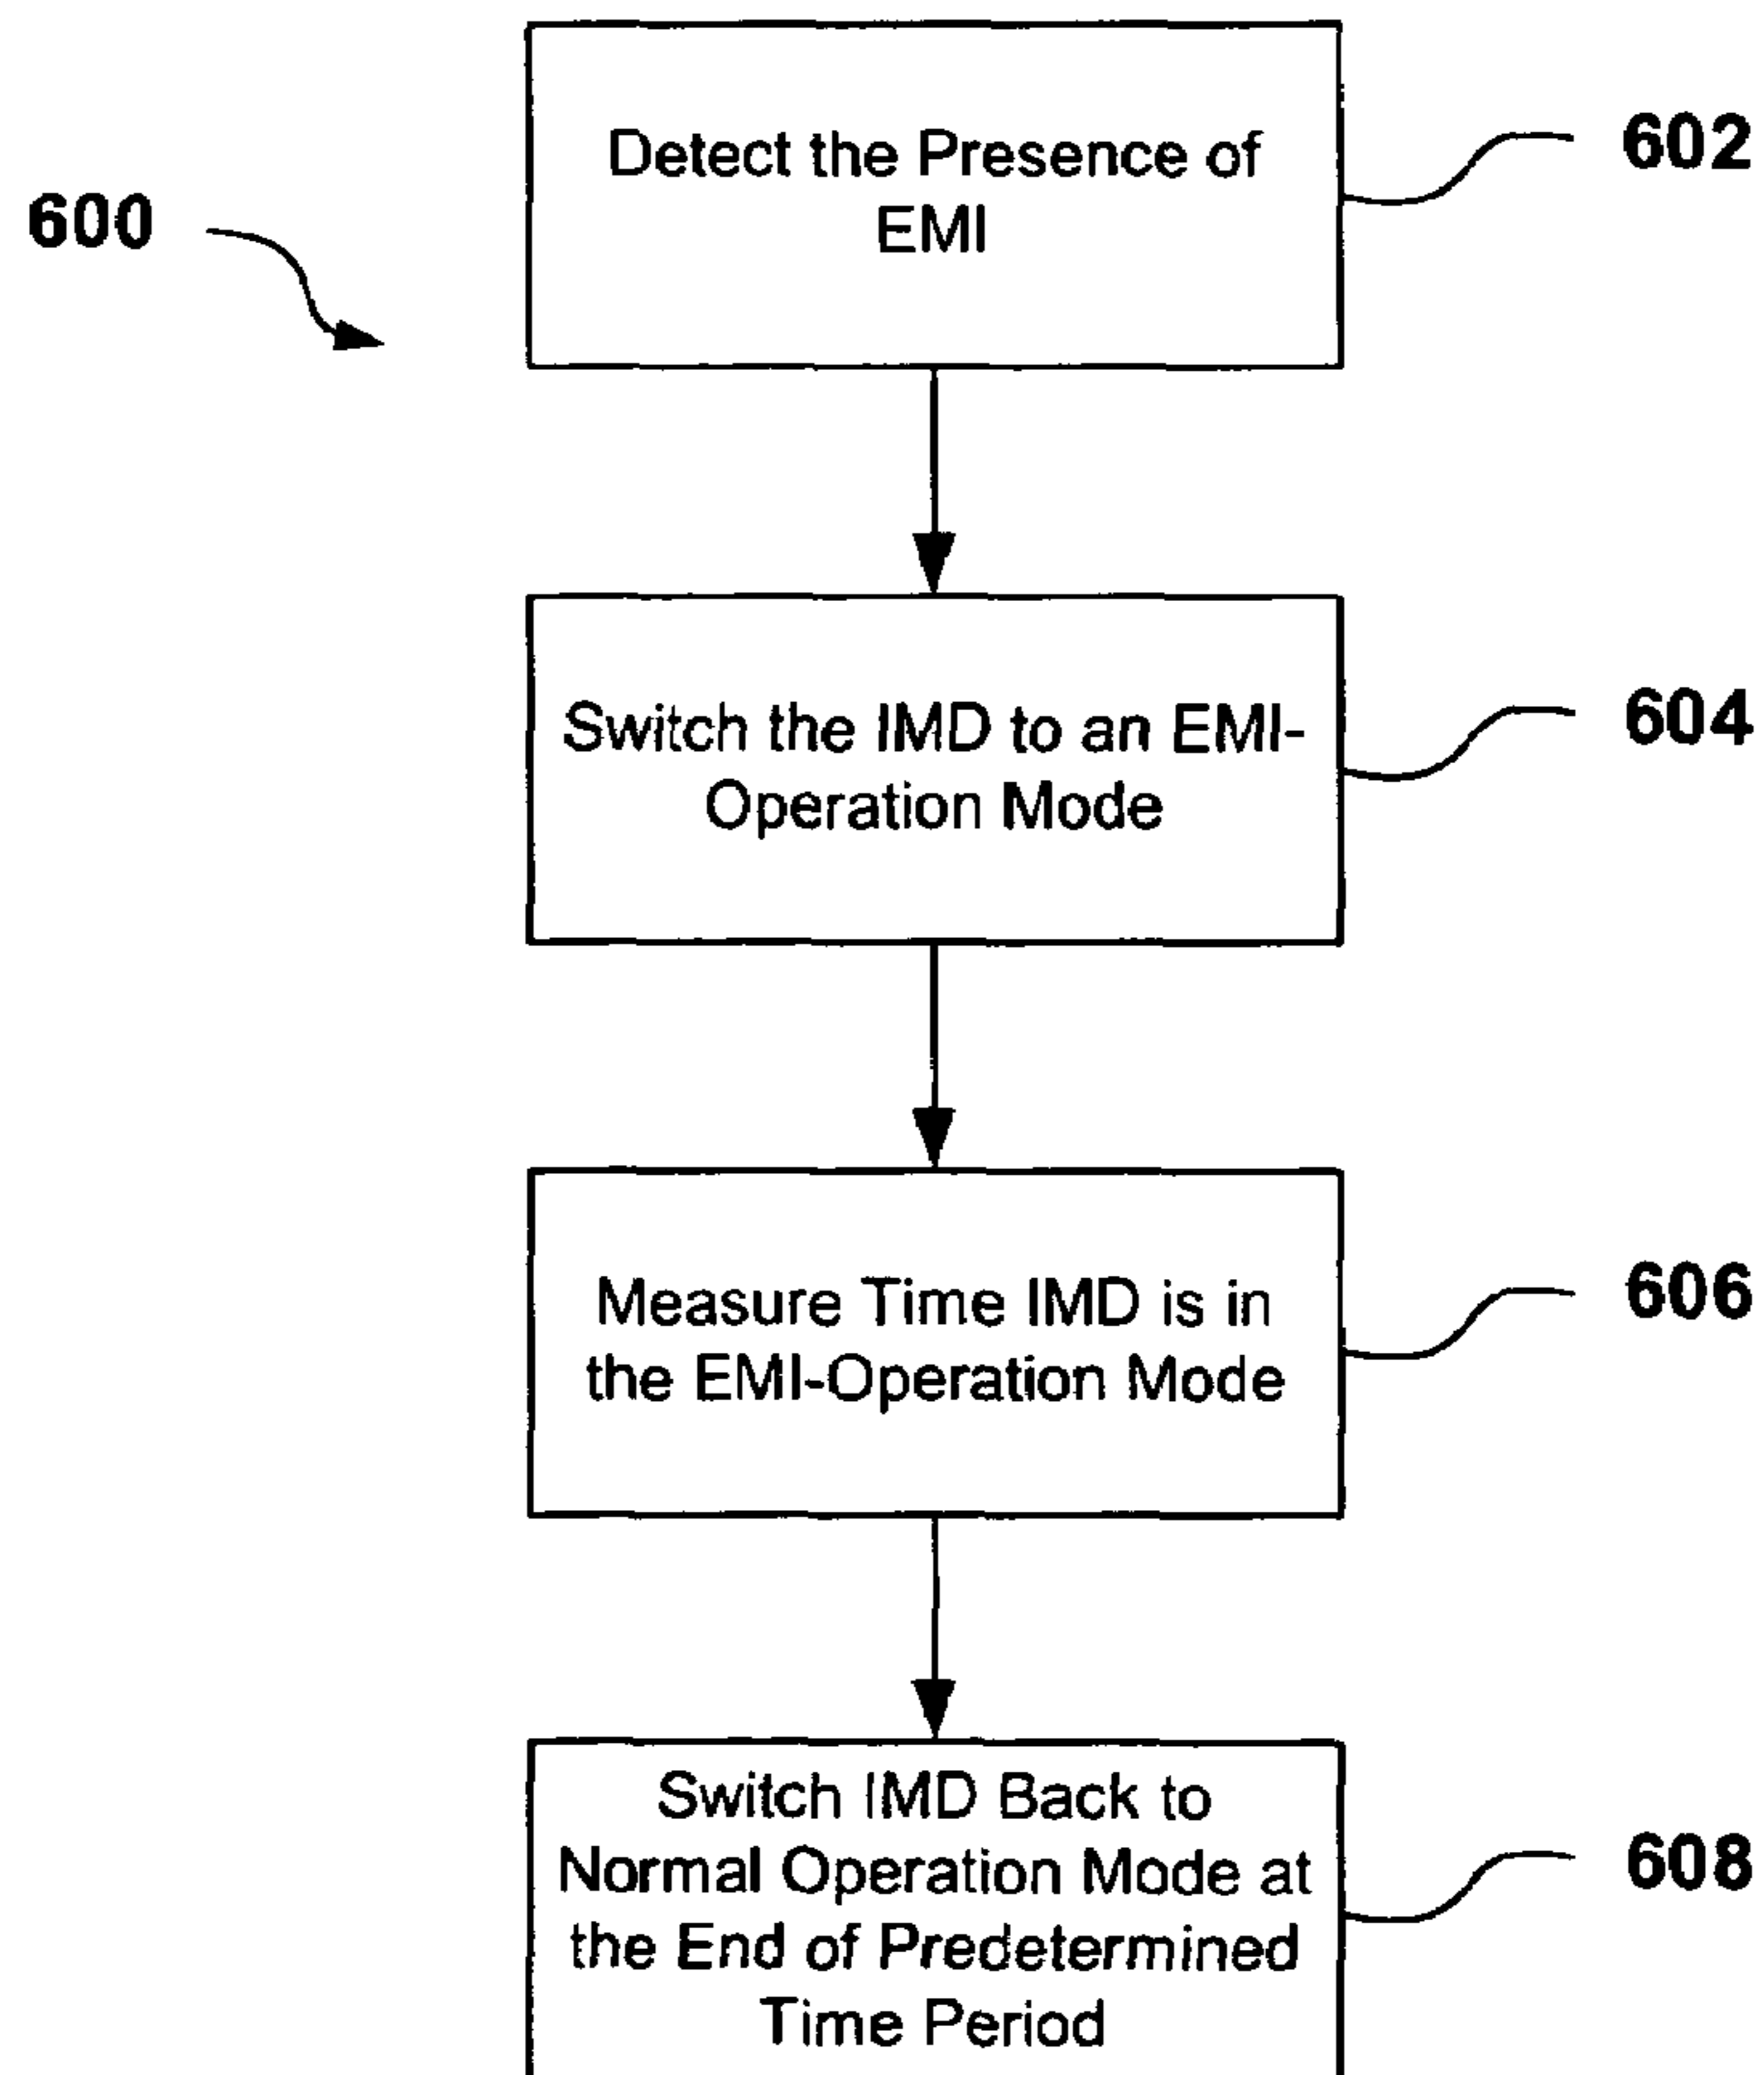 Detect the Presence of
EMI
602
600
Switch the IMD to an EMI-
Operation Mode
604
Measure Time IMD is in
the EMI-Operation Mode
606
Switch IMD Back to
Normal Operation Mode at
the End of Predetermined
Time Period
608